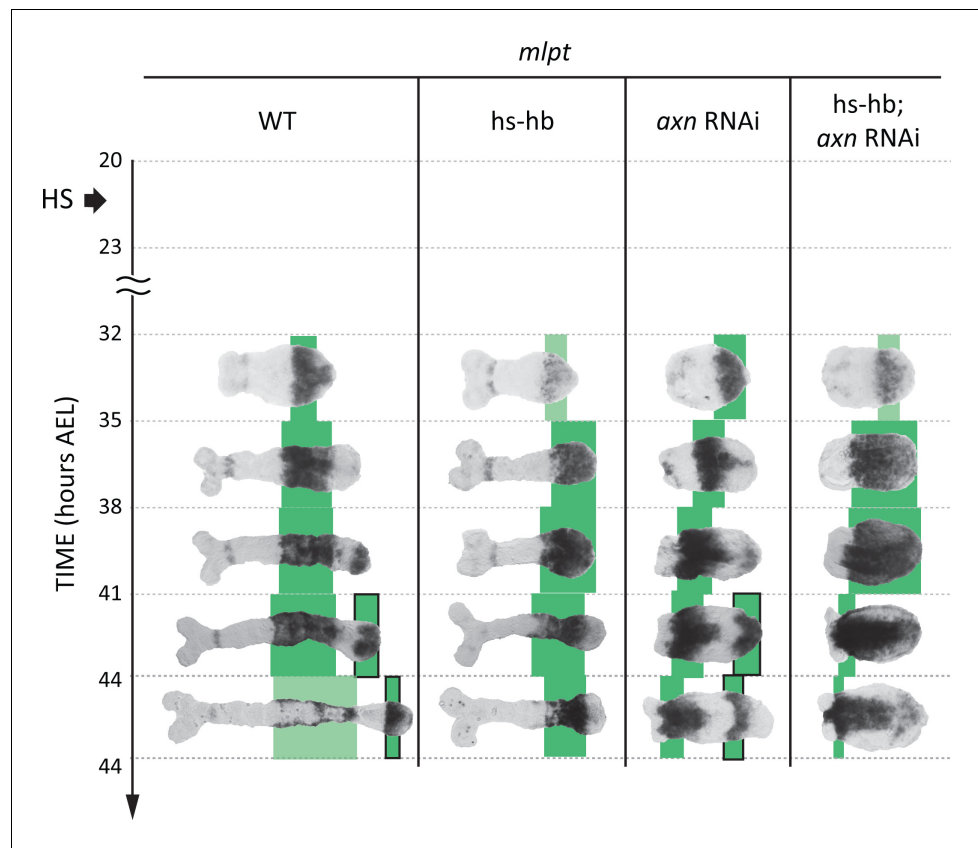 mlpt
WT
hs-hb
axn RNAi
hs-hb;
axn RNAi
20
HS
23
32
35
38
41
44
44
TIME (hours AEL)